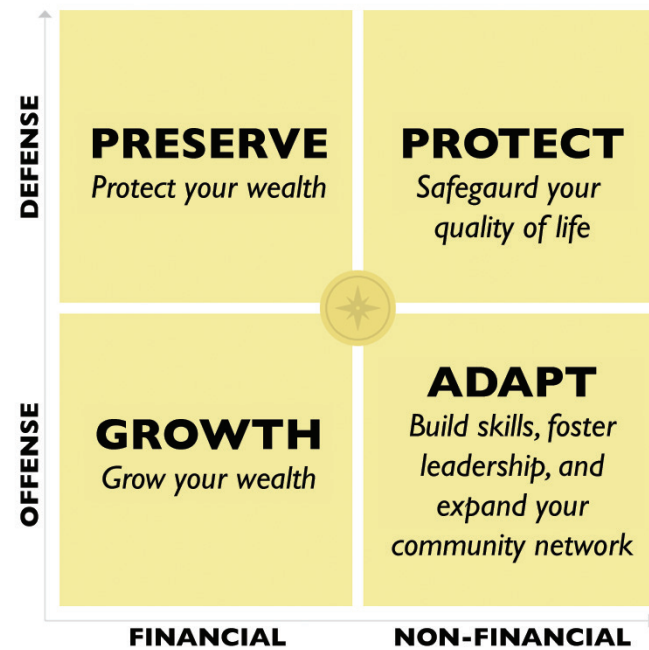 DEFENSE
PRESERVE
Protect your wealth
PROTECT
Safegaurd your
quality of life
OFFENSE
GROWTH
Grow your wealth
ADAPT
Build skills, foster
leadership, and
expand your
community network
FINANCIAL
NON-FINANCIAL